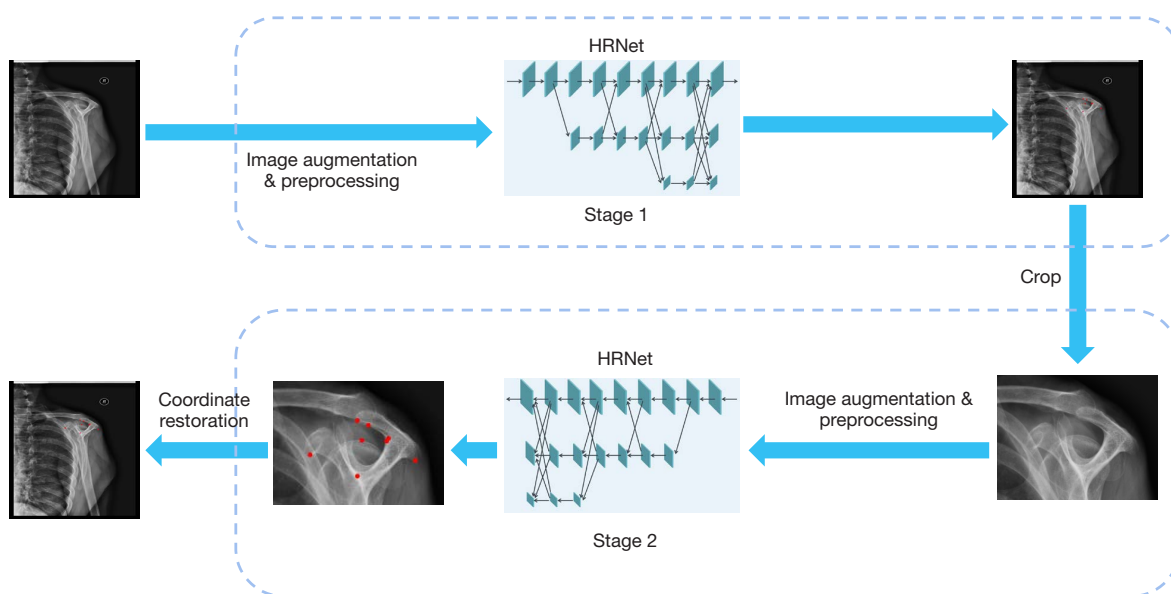 HRNet
Image augmentation
& preprocessing
Stage 1
Crop
HRNet
Coordinate
restoration
Image augmentation &
preprocessing
Stage 2